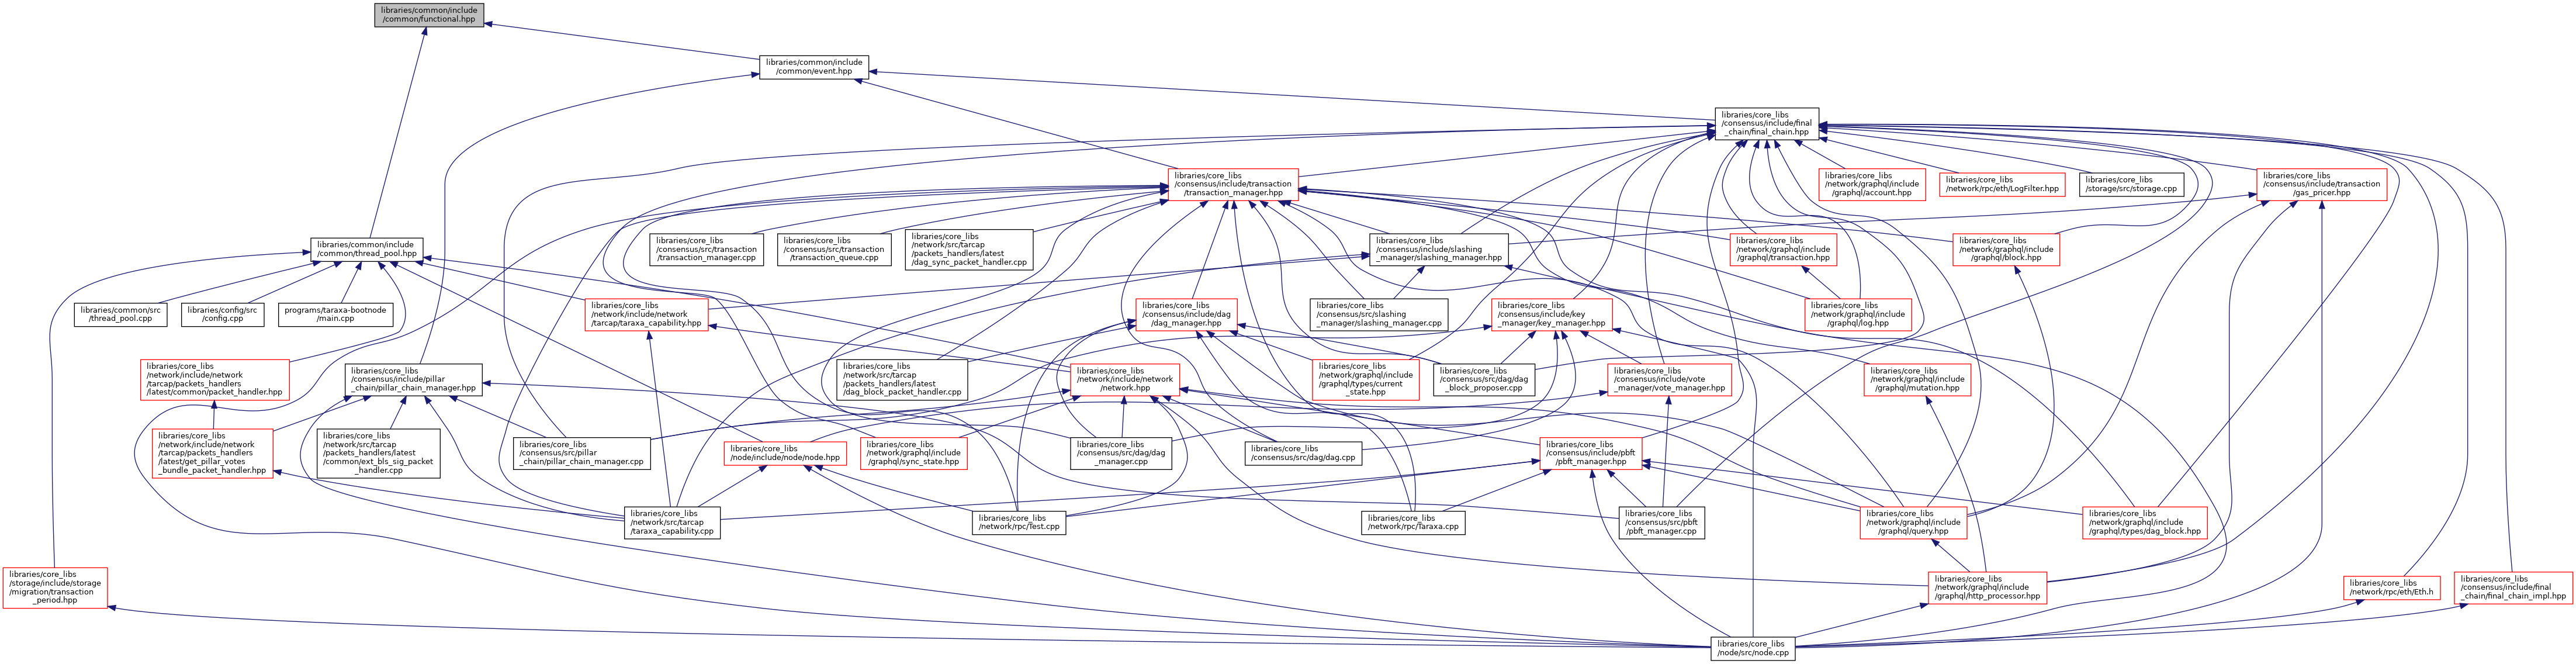 libraries/common/include
/common/functional.hpp
libraries/common/include
/common/event.hpp
libraries/core_libs
/consensus/include/final
_chain/final_chain.hpp
libraries/core_libs
/consensus/include/transaction
/transaction_manager.hpp
libraries/core_libs
/network/graphql/include
/graphql/account.hpp
libraries/core_libs
/network/rpc/eth/LogFilter.hpp
libraries/core_libs
/storage/src/storage.cpp
libraries/core_libs
/consensus/include/transaction
/gas_pricer.hpp
libraries/common/include
/common/thread_pool.hpp
libraries/core_libs
/consensus/src/transaction
/transaction_manager.cpp
libraries/core_libs
/consensus/src/transaction
/transaction_queue.cpp
libraries/core_libs
/network/src/tarcap
/packets_handlers/latest
/dag_sync_packet_handler.cpp
libraries/core_libs
/consensus/include/slashing
_manager/slashing_manager.hpp
libraries/core_libs
/network/graphql/include
/graphql/transaction.hpp
libraries/core_libs
/network/graphql/include
/graphql/block.hpp
libraries/common/src
/thread_pool.cpp
libraries/config/src
/config.cpp
programs/taraxa-bootnode
/main.cpp
libraries/core_libs
/network/include/network
/tarcap/taraxa_capability.hpp
libraries/core_libs
/consensus/include/dag
/dag_manager.hpp
libraries/core_libs
/consensus/src/slashing
_manager/slashing_manager.cpp
libraries/core_libs
/consensus/include/key
_manager/key_manager.hpp
libraries/core_libs
/network/graphql/include
/graphql/log.hpp
libraries/core_libs
/network/include/network
/tarcap/packets_handlers
/latest/common/packet_handler.hpp
libraries/core_libs
/consensus/include/pillar
_chain/pillar_chain_manager.hpp
libraries/core_libs
/network/src/tarcap
/packets_handlers/latest
/dag_block_packet_handler.cpp
libraries/core_libs
/network/include/network
/network.hpp
libraries/core_libs
/network/graphql/include
/graphql/types/current
_state.hpp
libraries/core_libs
/consensus/src/dag/dag
_block_proposer.cpp
libraries/core_libs
/consensus/include/vote
_manager/vote_manager.hpp
libraries/core_libs
/network/graphql/include
/graphql/mutation.hpp
libraries/core_libs
/network/include/network
/tarcap/packets_handlers
/latest/get_pillar_votes
_bundle_packet_handler.hpp
libraries/core_libs
/network/src/tarcap
/packets_handlers/latest
/common/ext_bls_sig_packet
_handler.cpp
libraries/core_libs
/consensus/src/pillar
_chain/pillar_chain_manager.cpp
libraries/core_libs
/node/include/node/node.hpp
libraries/core_libs
/network/graphql/include
/graphql/sync_state.hpp
libraries/core_libs
/consensus/src/dag/dag
_manager.cpp
libraries/core_libs
/consensus/src/dag/dag.cpp
libraries/core_libs
/consensus/include/pbft
/pbft_manager.hpp
libraries/core_libs
/network/src/tarcap
/taraxa_capability.cpp
libraries/core_libs
/network/rpc/Test.cpp
libraries/core_libs
/network/rpc/Taraxa.cpp
libraries/core_libs
/consensus/src/pbft
/pbft_manager.cpp
libraries/core_libs
/network/graphql/include
/graphql/query.hpp
libraries/core_libs
/network/graphql/include
/graphql/types/dag_block.hpp
libraries/core_libs
/storage/include/storage
/migration/transaction
_period.hpp
libraries/core_libs
/network/graphql/include
/graphql/http_processor.hpp
libraries/core_libs
/network/rpc/eth/Eth.h
libraries/core_libs
/consensus/include/final
_chain/final_chain_impl.hpp
libraries/core_libs
/node/src/node.cpp